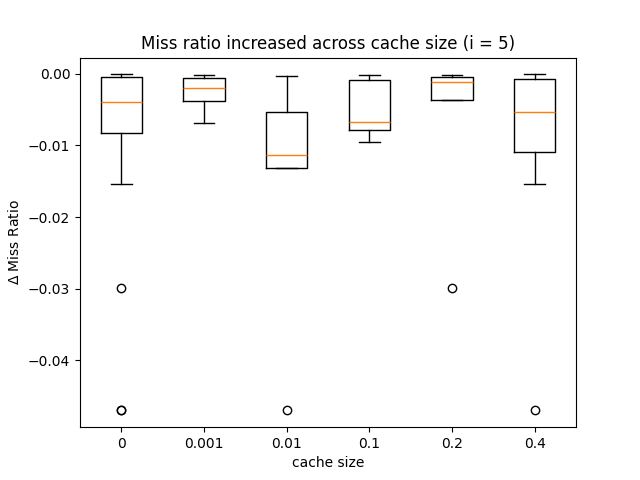 Miss ratio increased across cache size (i = 5)
Δ Miss Ratio
0.00
−0.01
−0.02
−0.03
−0.04
0 0.001 0.01 0.1 0.2 0.4
cache size